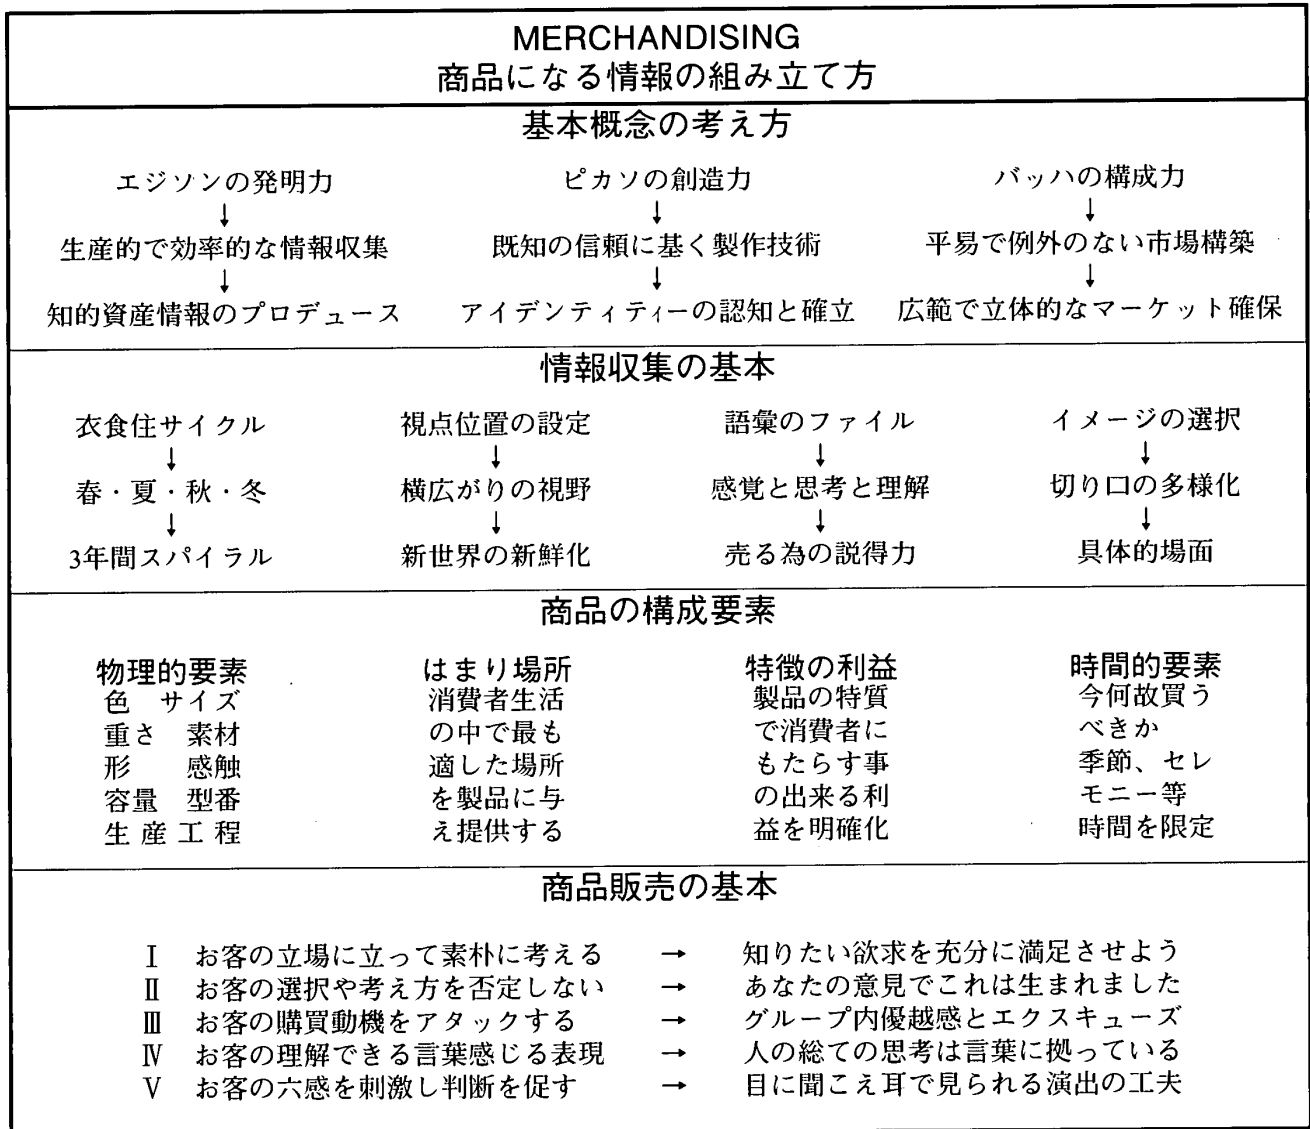 MERCHANDISING
商品になる情報の組み立て方
基本概念の考え方
エジソンの発明力 ピカソの創造力 バッハの構成力
↓ ↓ ↓
生産的で効率的な情報収集 既知の信頼に基く製作技術 平易で例外のない市場構築
↓ ↓ ↓
知的資産情報のプロデュース アイデンティティーの認知と確立 広範で立体的なマーケット確保
情報収集の基本
衣食住サイクル 視点位置の設定 語彙のファイル イメージの選択
↓ ↓ ↓ ↓
春・夏・秋・冬 横広がりの視野 感覚と思考と理解 切り口の多様化
↓ ↓ ↓ ↓
3年間スパイラル 新世界の新鮮化 売る為の説得力 具体的場面
商品の構成要素
物理的要素 はまり場所 特徴の利益 時間的要素
色 サイズ 消費者生活 製品の特質 今何故買う
重さ 素材 の中で最も で消費者に べきか
形 感触 適した場所 もたらす事 季節、セレ
容量 型番 を製品に与 の出来る利 モニー等
生産工程 え提供する 益を明確化 時間を限定
商品販売の基本
Ⅰ お客の立場に立って素朴に考える → 知りたい欲求を充分に満足させよう
Ⅱ お客の選択や考え方を否定しない → あなたの意見でこれは生まれました
Ⅲ お客の購買動機をアタックする → グループ内優越感とエクスキューズ
Ⅳ お客の理解できる言葉感じる表現 → 人の総ての思考は言葉に拠っている
Ⅴ お客の六感を刺激し判断を促す → 目に聞こえ耳で見られる演出の工夫